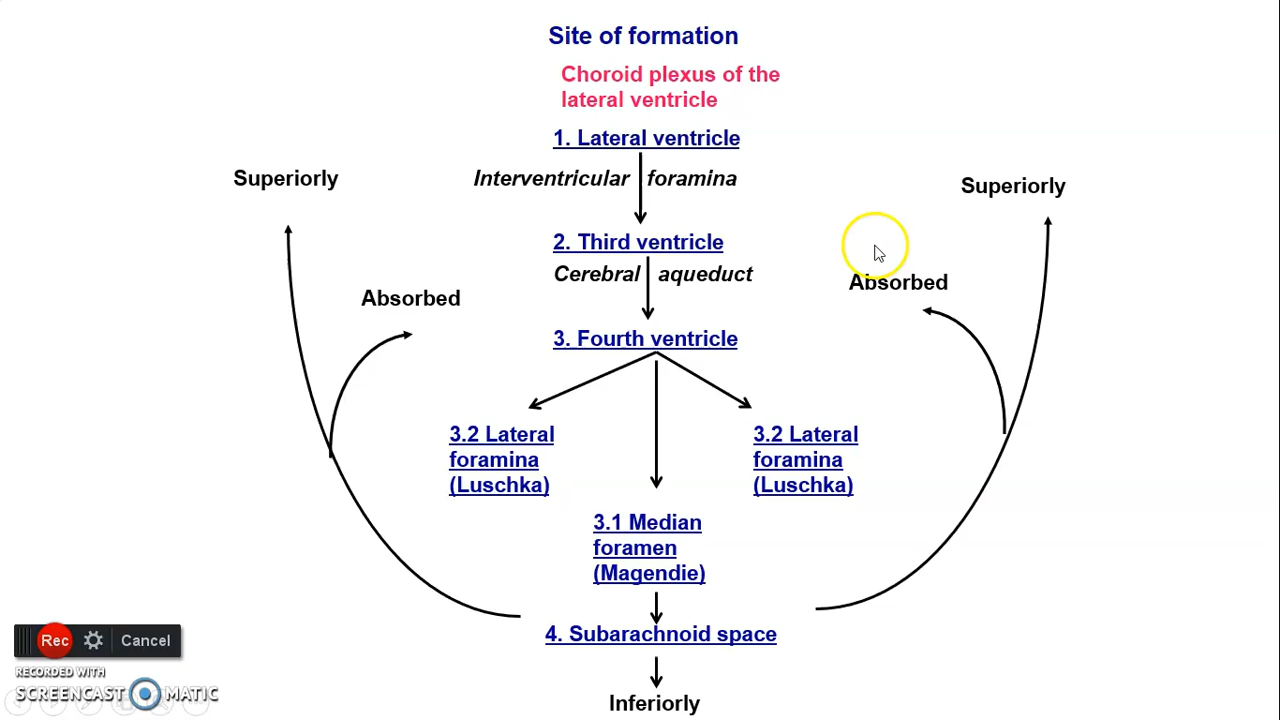 Site of formation
Choroid plexus of the
lateral ventricle
1. Lateral ventricle
Superiorly
Interventricular foramina
Superiorly
2. Third ventricle
Cerebral aqueduct
Absorbed
Absorbed
3. Fourth ventricle
3.2 Lateral
foramina
(Luschka)
3.2 Lateral
foramina
(Luschka)
3.1 Median
foramen
(Magendie)
4. Subarachnoid space
Inferiorly
Rec Cancel
RECORDED WITH
SCREENCAST MATIC